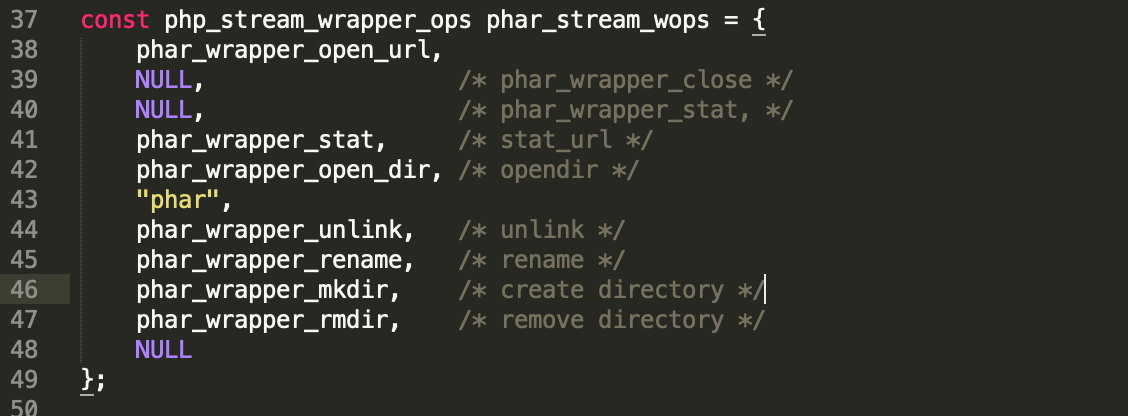 37 const php_stream_wrapper_ops phar_stream_wops = {
38 phar_wrapper_open_url,
39 NULL, /* phar_wrapper_close */
40 NULL, /* phar_wrapper_stat, */
41 phar_wrapper_stat, /* stat_url */
42 phar_wrapper_open_dir, /* opendir */
43 "phar",
44 phar_wrapper_unlink, /* unlink */
45 phar_wrapper_rename, /* rename */
46 phar_wrapper_mkdir, /* create directory */
47 phar_wrapper_rmdir, /* remove directory */
48 NULL
49 };
50